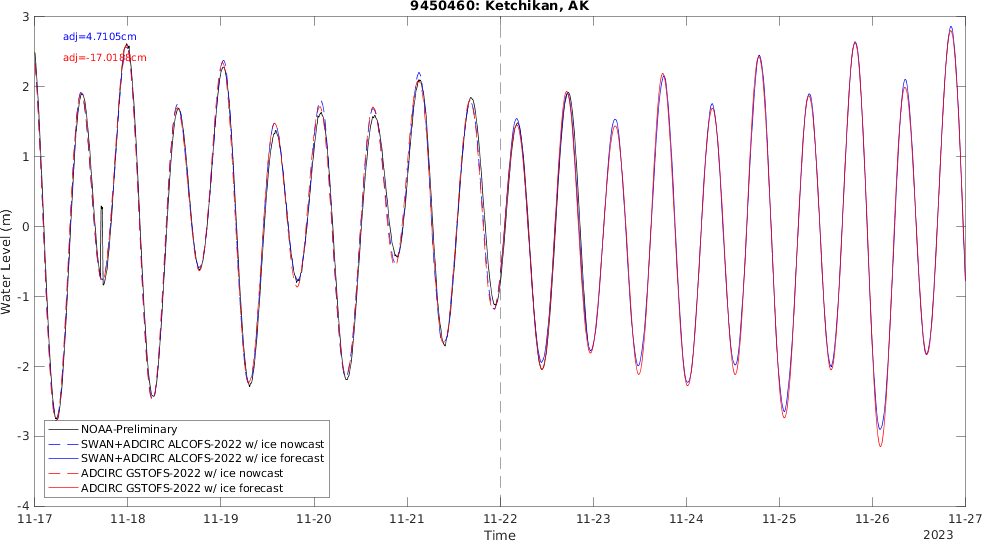 9450460: Ketchikan, AK
adj=4.7105cm
adj=-17.0188cm
3
2
1
0
-1
-2
-3
-4
Water Level (m)
NOAA-Preliminary
SWAN+ADCIRC ALCOFS-2022 w/ ice nowcast
SWAN+ADCIRC ALCOFS-2022 w/ ice forecast
ADCIRC GSTOFS-2022 w/ ice nowcast
ADCIRC GSTOFS-2022 w/ ice forecast
11-17 11-18 11-19 11-20 11-21 11-22 11-23 11-24 11-25 11-26 11-27
Time
2023